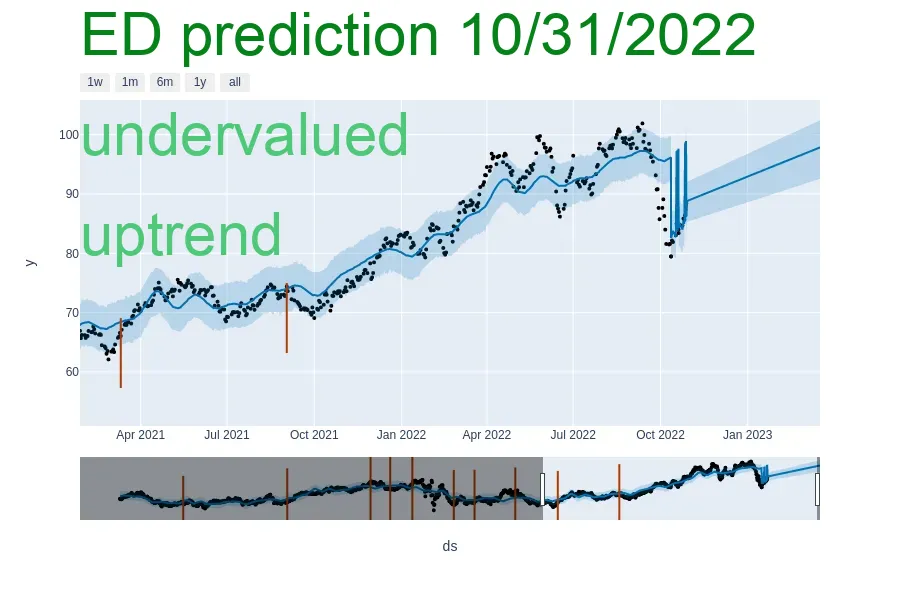 ED prediction 10/31/2022
1w 1m 6m 1y all
undervalued
uptrend
100
90
80
70
60
y
Apr 2021 Jul 2021 Oct 2021 Jan 2022 Apr 2022 Jul 2022 Oct 2022 Jan 2023
ds